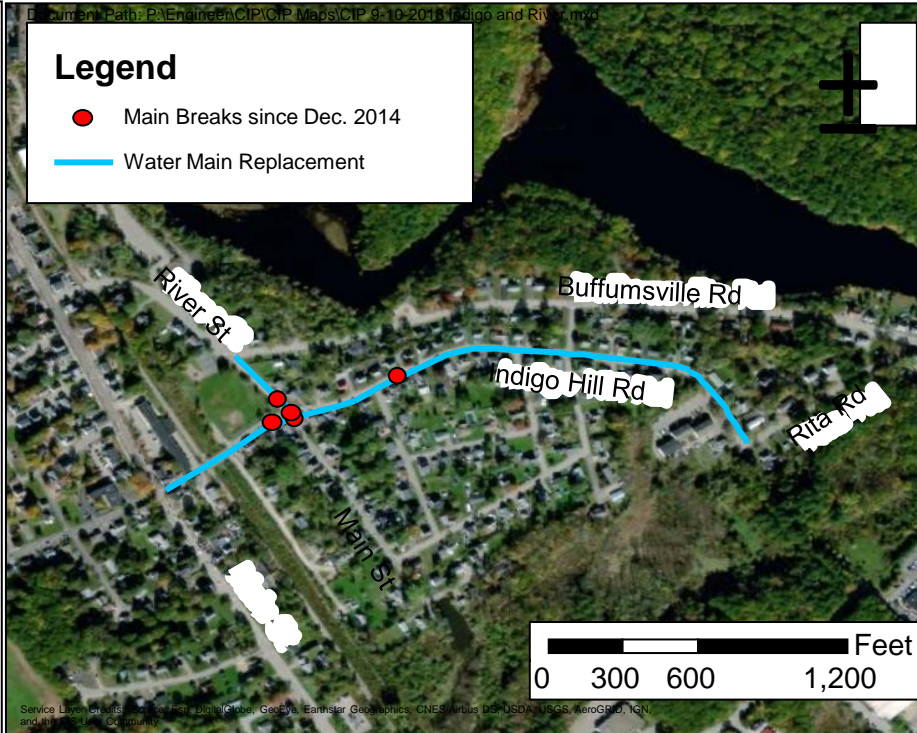 Document Path: P:\Engineer\CIP\CIP Maps\CIP 9-10-2018 Indigo and River.mxd
Legend
Main Breaks since Dec. 2014
Water Main Replacement
River St
Buffumsville Rd
Indigo Hill Rd
Rita Rd
Main St
Feet
0 300 600 1,200
Service Layer Credits: Source: Esri, DigitalGlobe, GeoEye, Earthstar Geographics, CNES/Airbus DS, USDA, USGS, AeroGRID, IGN,
and the GIS User Community